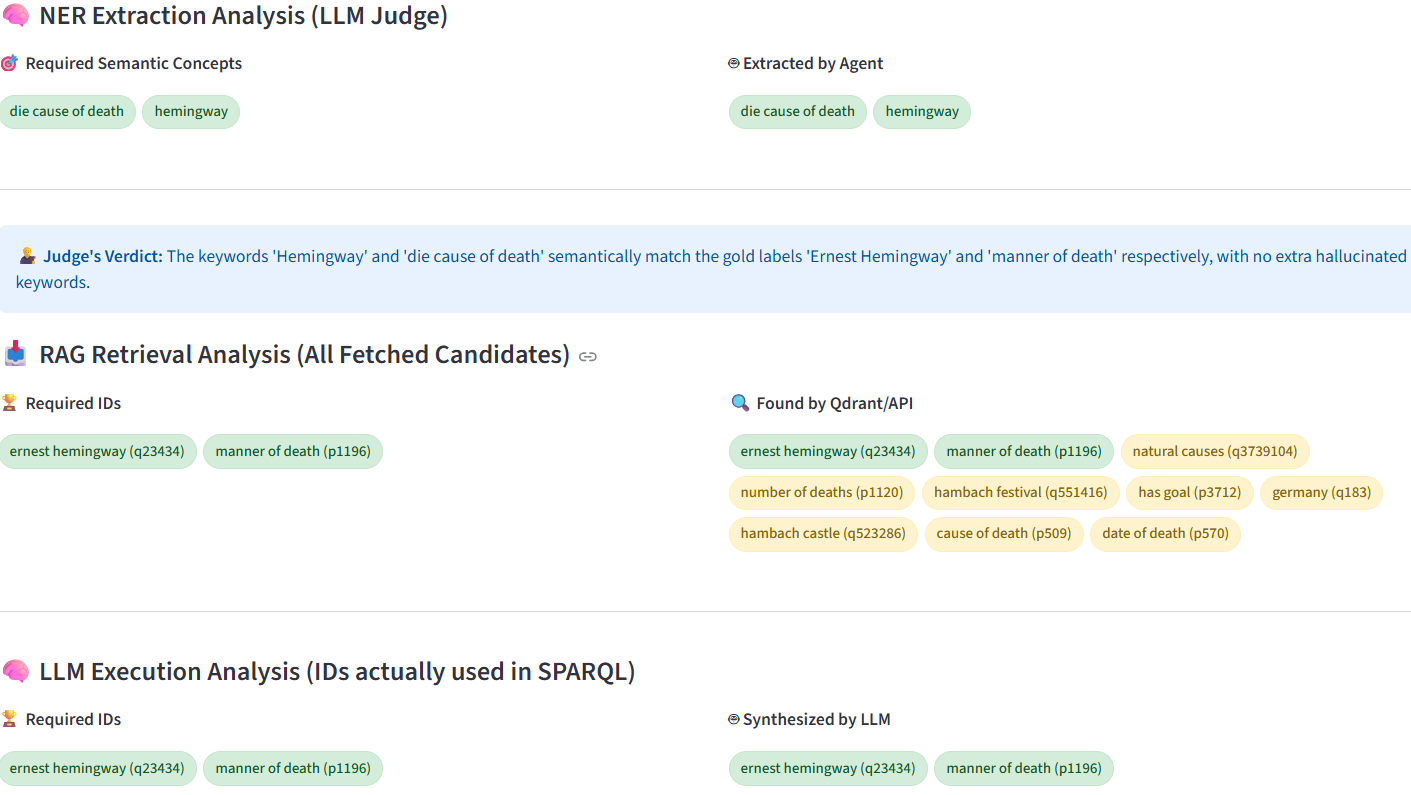 NER Extraction Analysis (LLM Judge)
Required Semantic Concepts
Extracted by Agent
die cause of death hemingway
die cause of death hemingway
Judge's Verdict: The keywords 'Hemingway' and 'die cause of death' semantically match the gold labels 'Ernest Hemingway' and 'manner of death' respectively, with no extra hallucinated
keywords.
RAG Retrieval Analysis (All Fetched Candidates)
Required IDs
ernest hemingway (q23434) manner of death (p1196)
Found by Qdrant/API
ernest hemingway (q23434) manner of death (p1196) natural causes (q3739104)
number of deaths (p1120) hambach festival (q551416) has goal (p3712) germany (q183)
hambach castle (q523286) cause of death (p509) date of death (p570)
LLM Execution Analysis (IDs actually used in SPARQL)
Required IDs
ernest hemingway (q23434) manner of death (p1196)
Synthesized by LLM
ernest hemingway (q23434) manner of death (p1196)